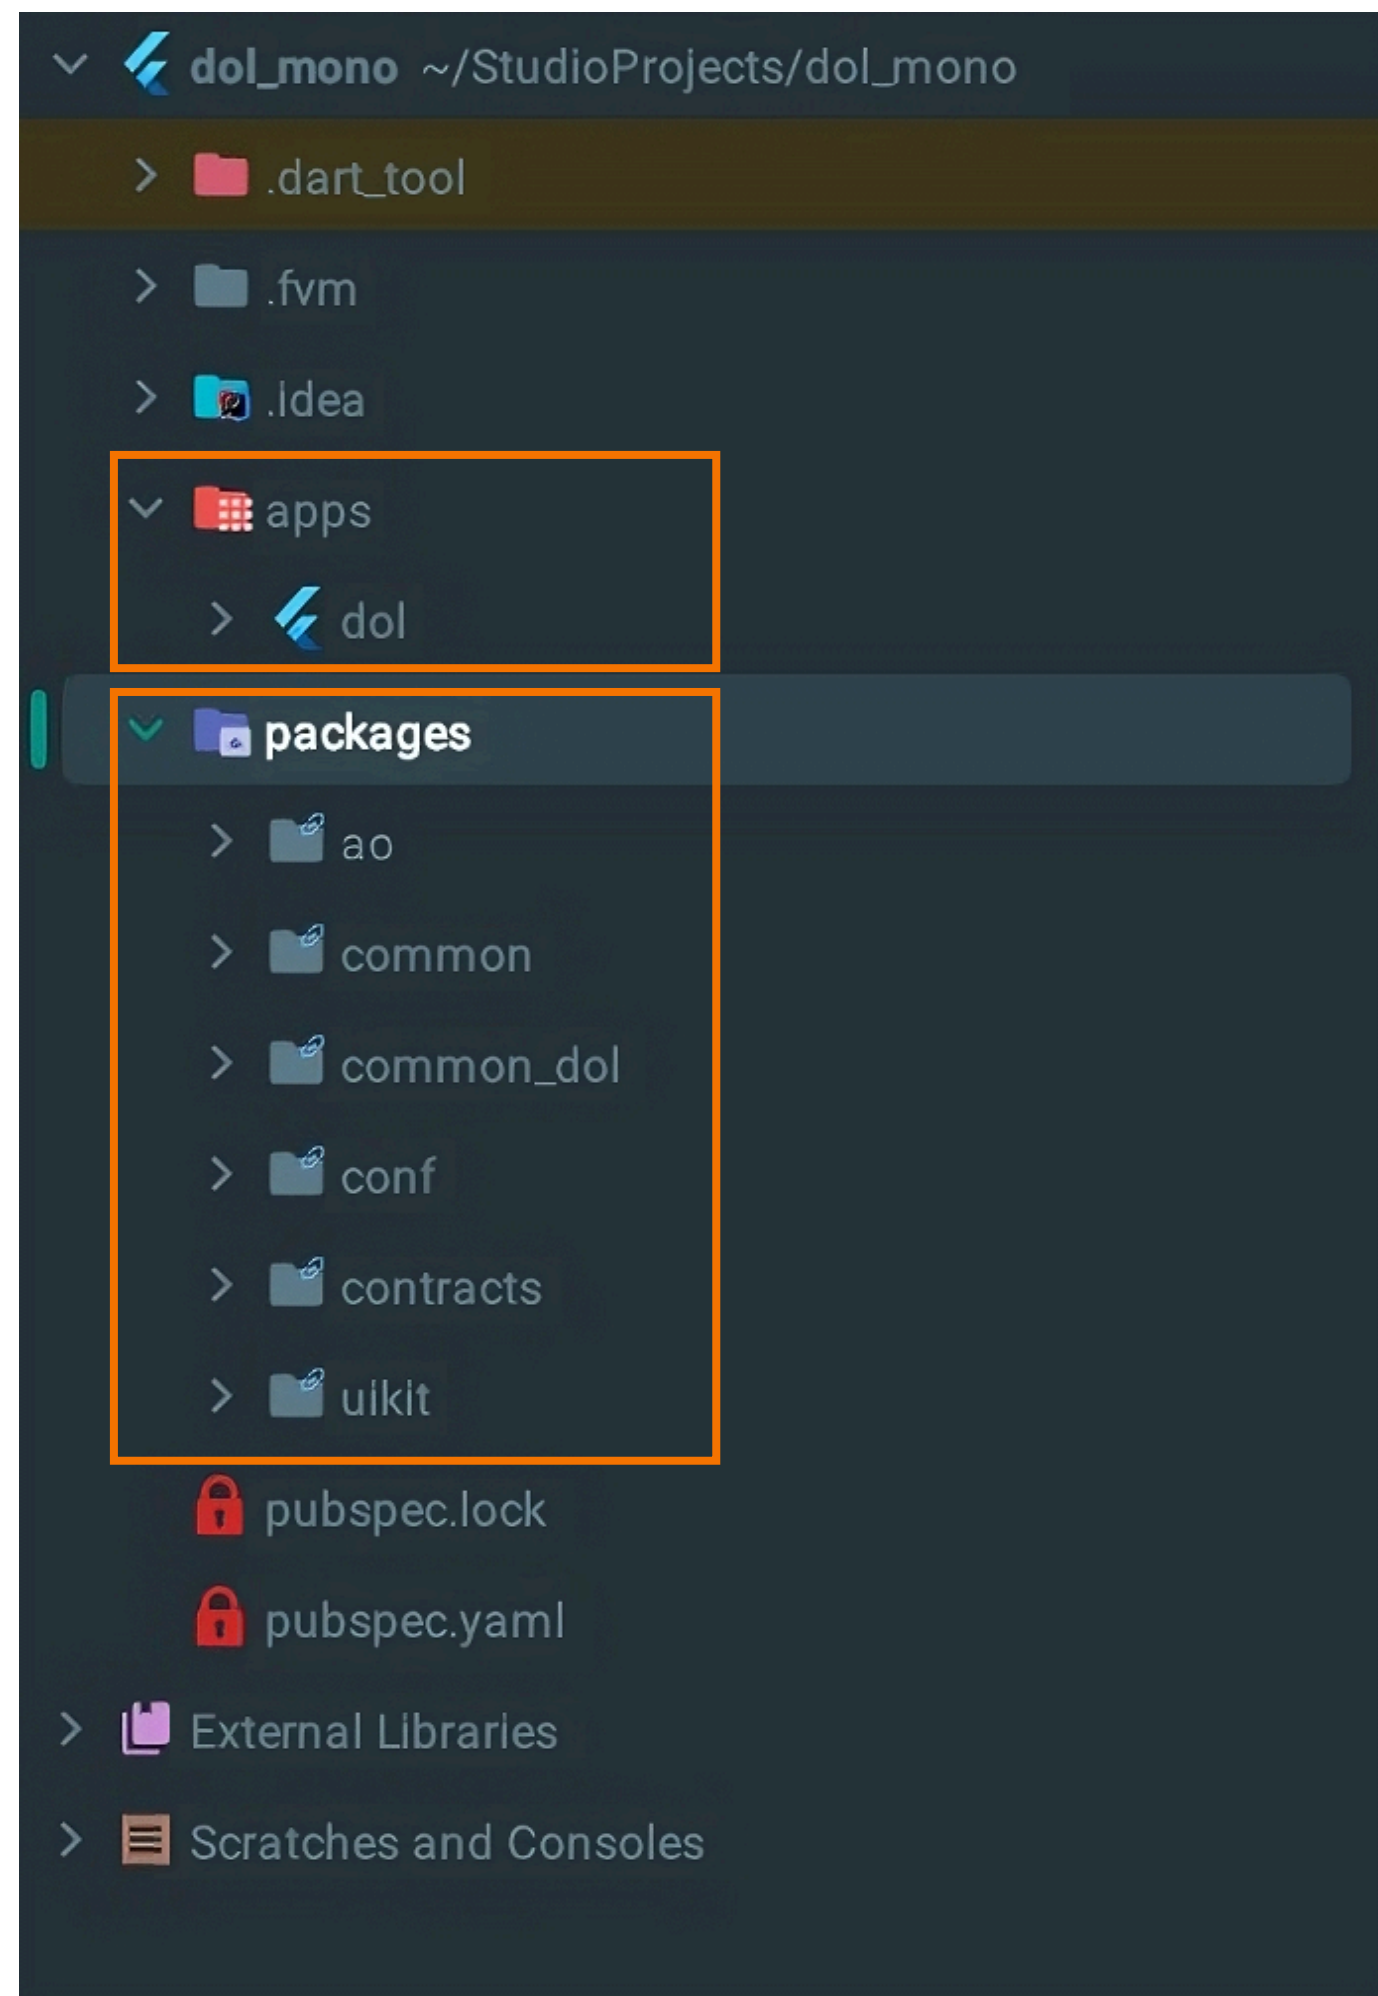 dol_mono ~/StudioProjects/dol_mono
.dart_tool
.fvm
.idea
apps
dol
packages
ao
common
common_dol
conf
contracts
uikit
pubspec.lock
pubspec.yaml
External Libraries
Scratches and Consoles